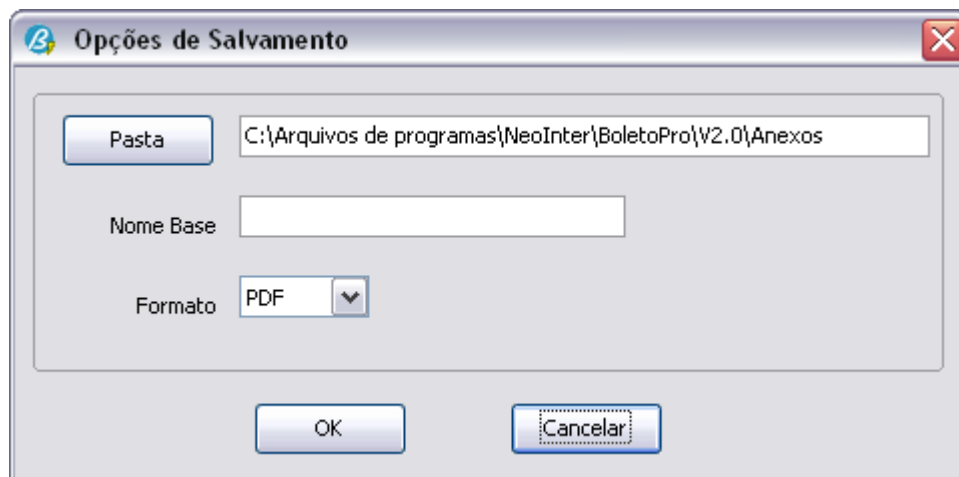 Opções de Salvamento
Pasta C:\Arquivos de programas\NeoInter\BoletoPro\V2.0\Anexos
Nome Base
Formato PDF
OK Cancelar